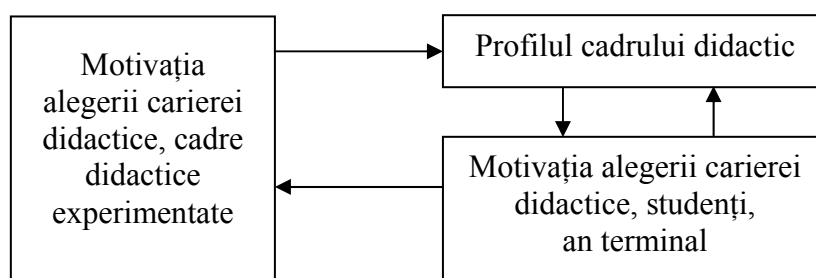 Motivația
alegerii carierei
didactice, cadre
didactice
experimentate
Profilul cadrului didactic
Motivația alegerii carierei
didactice, studenți,
an terminal